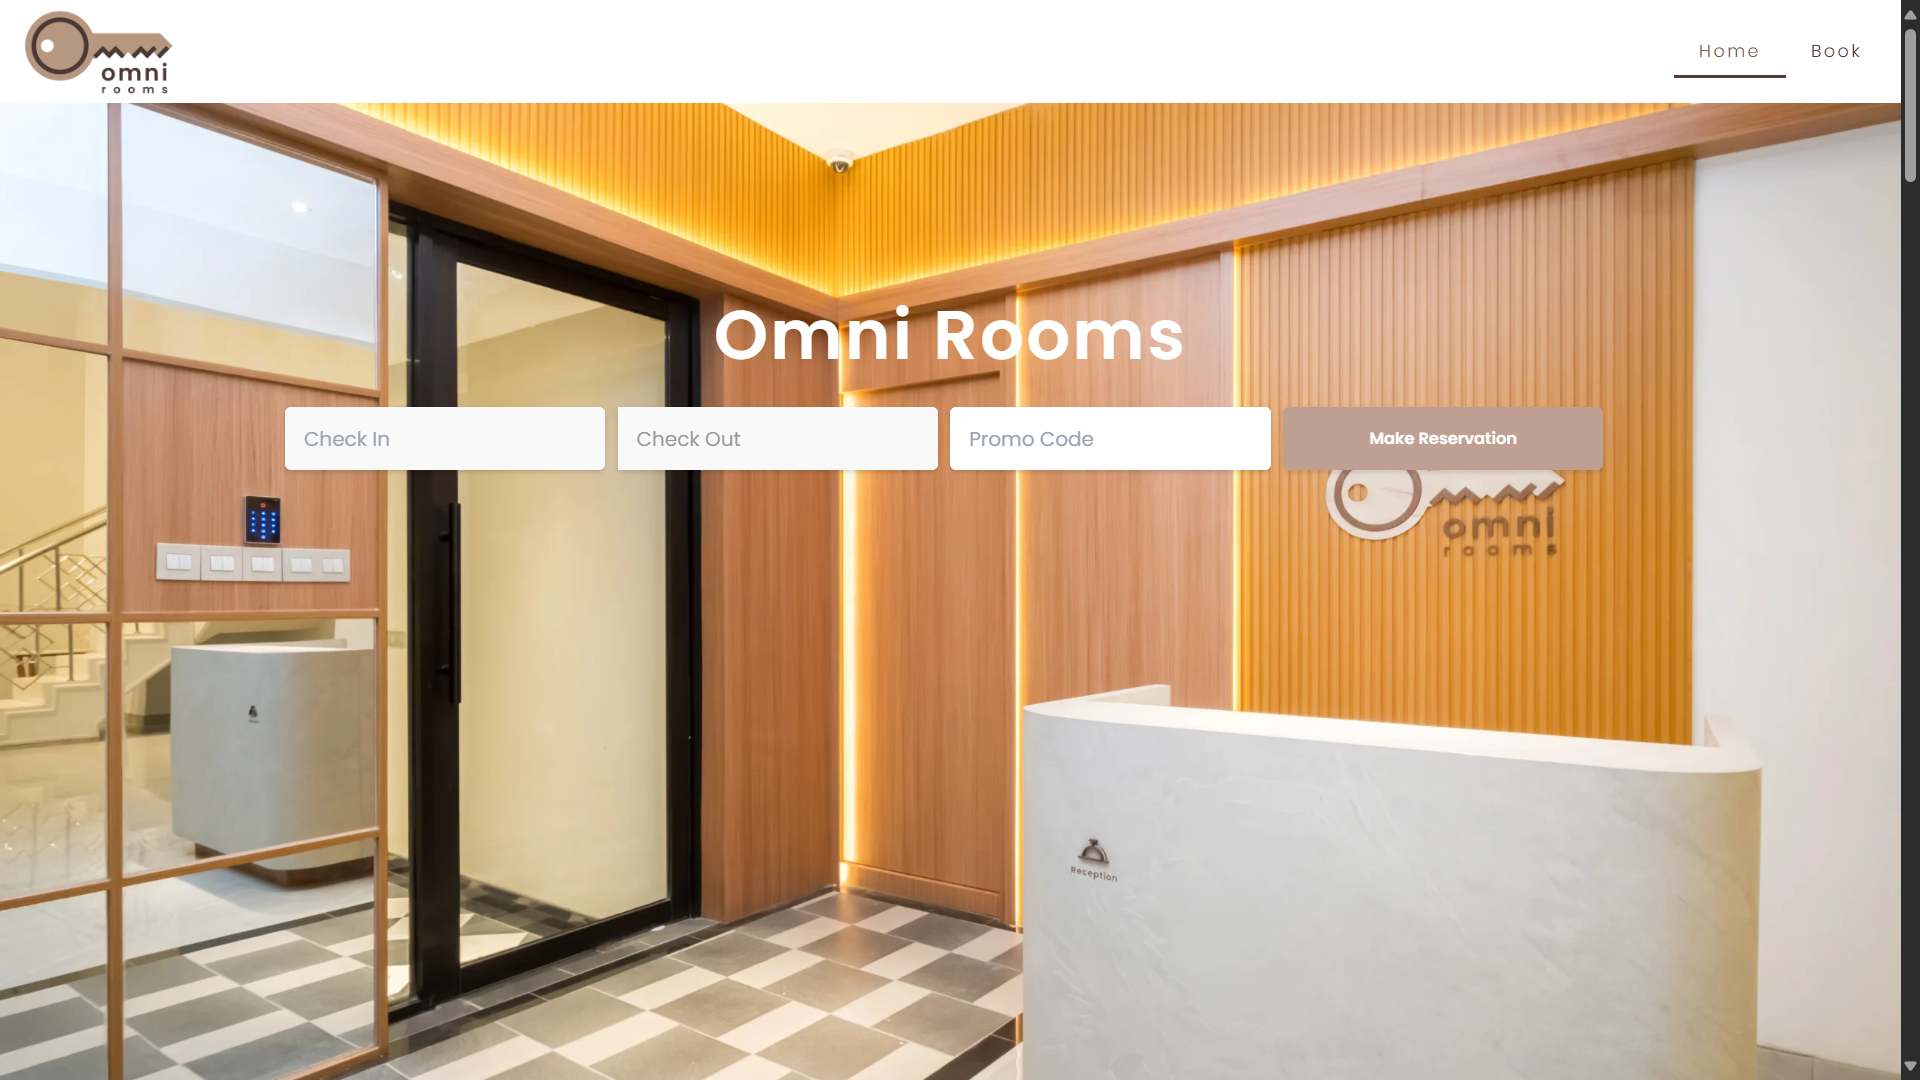 omni
rooms
Home
Book
Omni Rooms
Check In
Check Out
Promo Code
Make Reservation
omni
rooms
Reception